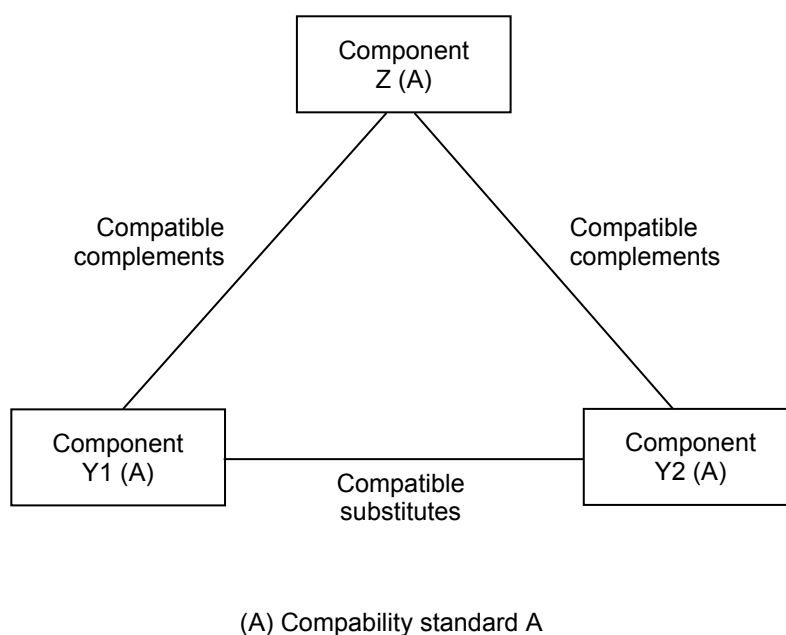 Component
Z (A)
Compatible
complements
Compatible
complements
Component
Y1 (A)
Component
Y2 (A)
Compatible
substitutes
(A) Compability standard A